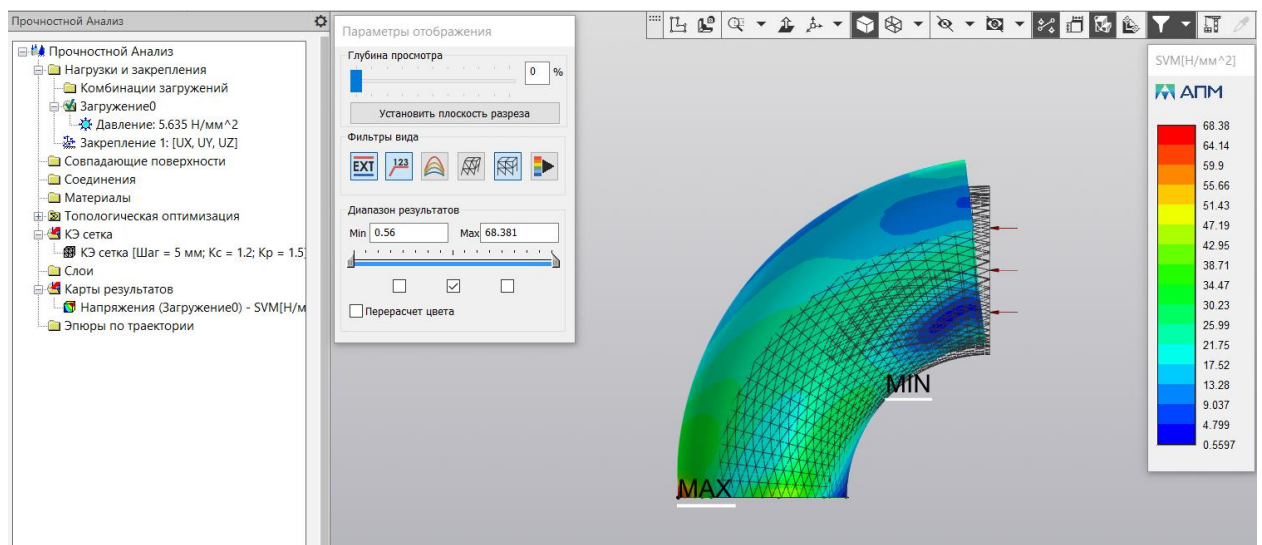 Прочностной Анализ
Прочностной Анализ
Нагрузки и закрепления
Комбинации загружений
Загружение0
Давление: 5.635 Н/мм^2
Закрепление 1: [UX, UY, UZ]
Совпадающие поверхности
Соединения
Материалы
Топологическая оптимизация
КЭ сетка
КЭ сетка [Шаг = 5 мм; Кс = 1.2; Кр = 1.5]
Слои
Карты результатов
Напряжения (Загружение0) - SVM[Н/м
Эпюры по траектории
Параметры отображения
Глубина просмотра
0 %
Установить плоскость разреза
Фильтры вида
EXT
123
Диапазон результатов
Min 0.56 Max 68.381
Перерасчет цвета
MIN
MAX
SVM[Н/мм^2]
АПМ
68.38
64.14
59.9
55.66
51.43
47.19
42.95
38.71
34.47
30.23
25.99
21.75
17.52
13.28
9.037
4.799
0.5597